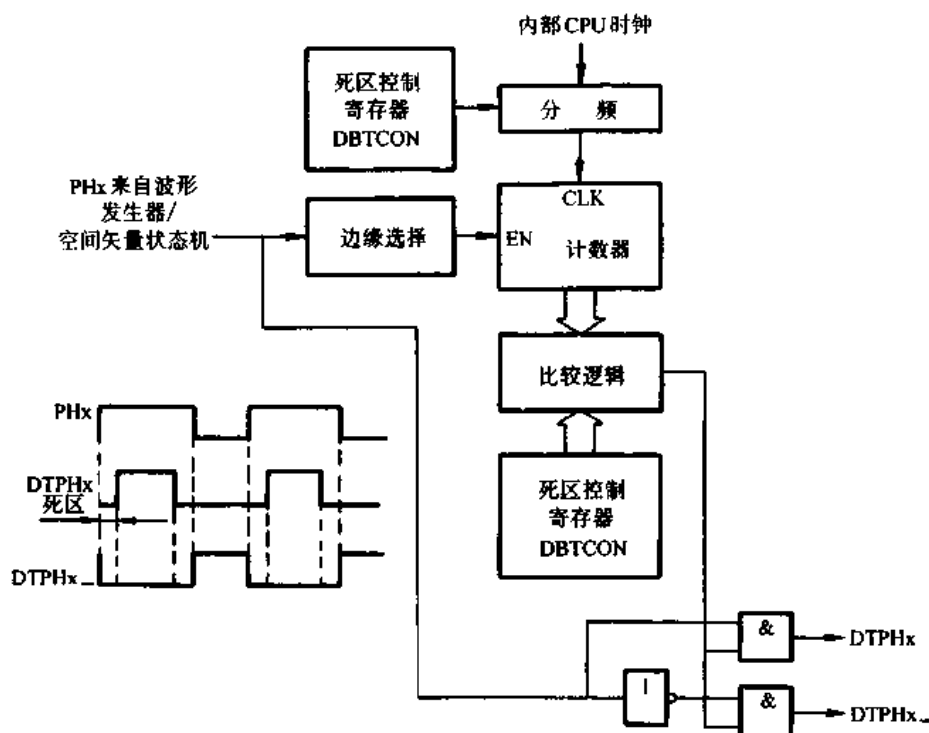 内部CPU时钟
死区控制
寄存器
DBTCON
分 频
PHx来自波形
发生器/
空间矢量状态机
边缘选择
CLK
EN
计数器
比较逻辑
死区控制
寄存器
DBTCON
PHx
DTPHx
死区
DTPHx_
&
DTPHx
1
&
DTPHx_